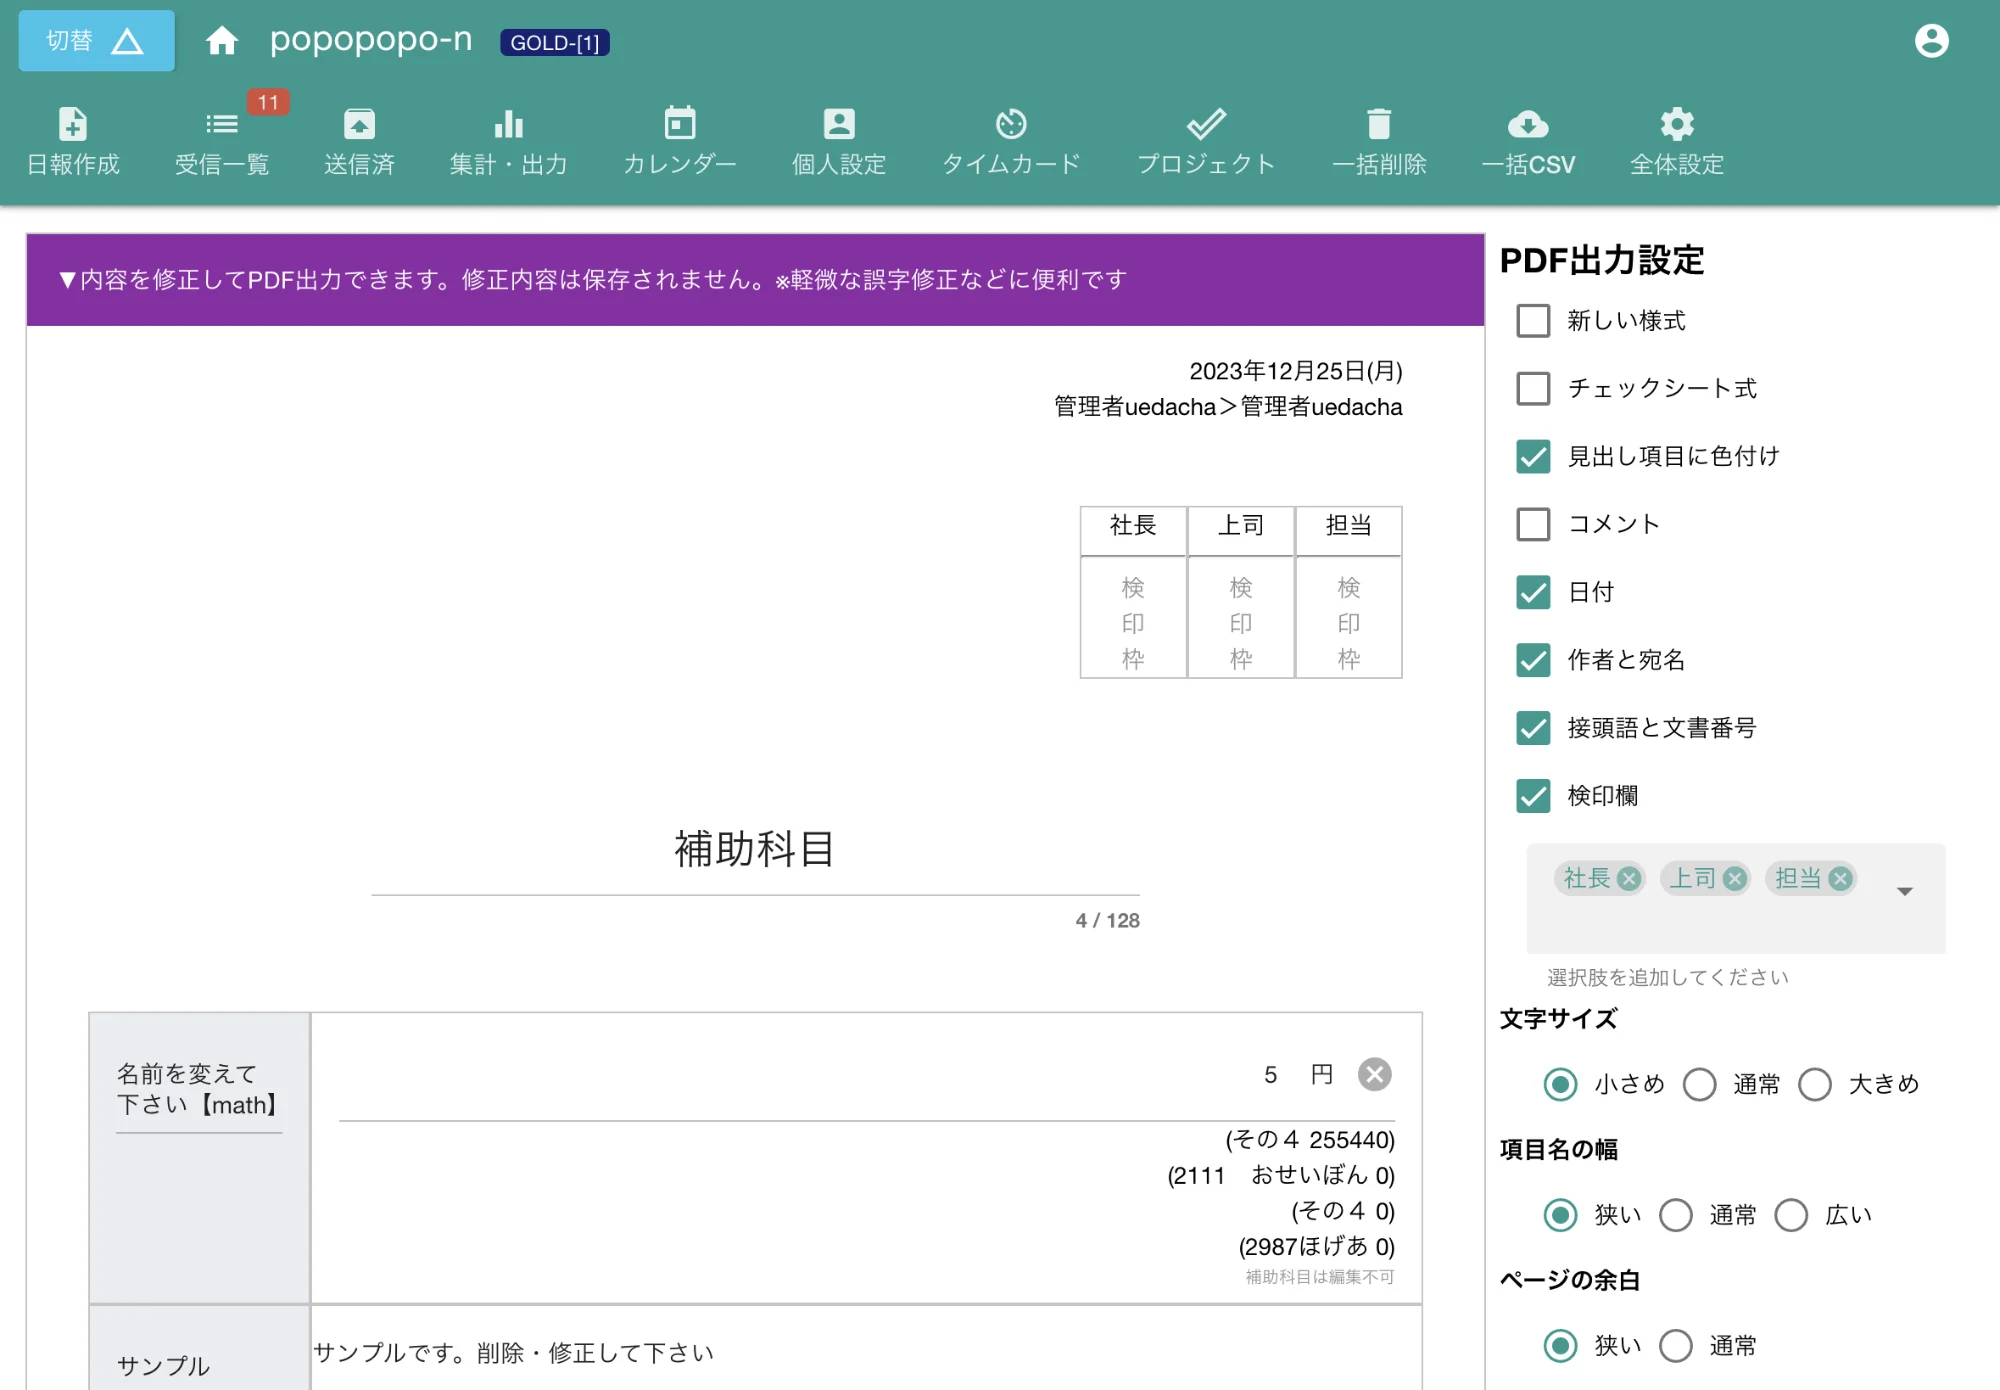 切替
popopopo-n
GOLD-[1]
11
日報作成
受信一覧
送信済
集計・出力
カレンダー
個人設定
タイムカード
プロジェクト
一括削除
一括CSV
全体設定
▼内容を修正してPDF出力できます。修正内容は保存されません。※軽微な誤字修正などに便利です
2023年12月25日(月)
管理者uedacha＞管理者uedacha
社長 上司 担当
検 検 検
印 印 印
枠 枠 枠
補助科目
4 / 128
名前を変えて
下さい【math】
5 円
(その４ 255440)
(2111　おせいぼん 0)
(その４ 0)
(2987ほげあ 0)
補助科目は編集不可
サンプル
サンプルです。削除・修正して下さい
PDF出力設定
新しい様式
チェックシート式
見出し項目に色付け
コメント
日付
作者と宛名
接頭語と文書番号
検印欄
社長 上司 担当
選択肢を追加してください
文字サイズ
小さめ 通常 大きめ
項目名の幅
狭い 通常 広い
ページの余白
狭い 通常